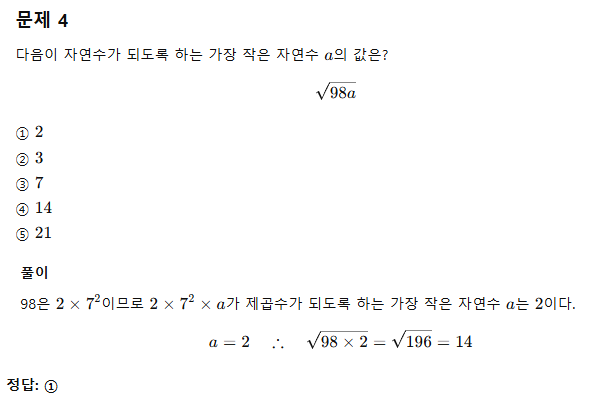 문제 4
다음이 자연수가 되도록 하는 가장 작은 자연수 a의 값은?
√98a
① 2
② 3
③ 7
④ 14
⑤ 21
풀이
98은 2 × 7²이므로 2 × 7² × a가 제곱수가 되도록 하는 가장 작은 자연수 a는 2이다.
a = 2 ∴ √98 × 2 = √196 = 14
정답: ①